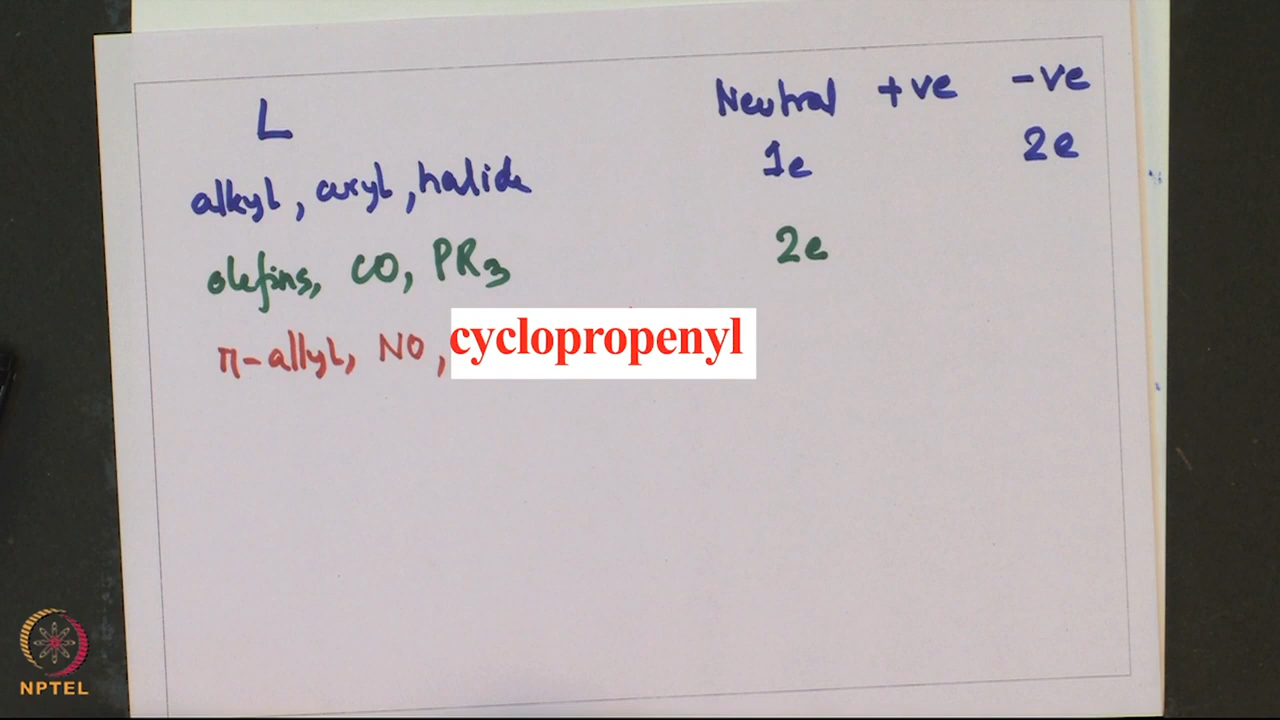 L Neutral +ve -ve
alkyl, aryl, halide 1e 2e
olefins, CO, PR3 2e
π-allyl, NO, cyclopropenyl
NPTEL